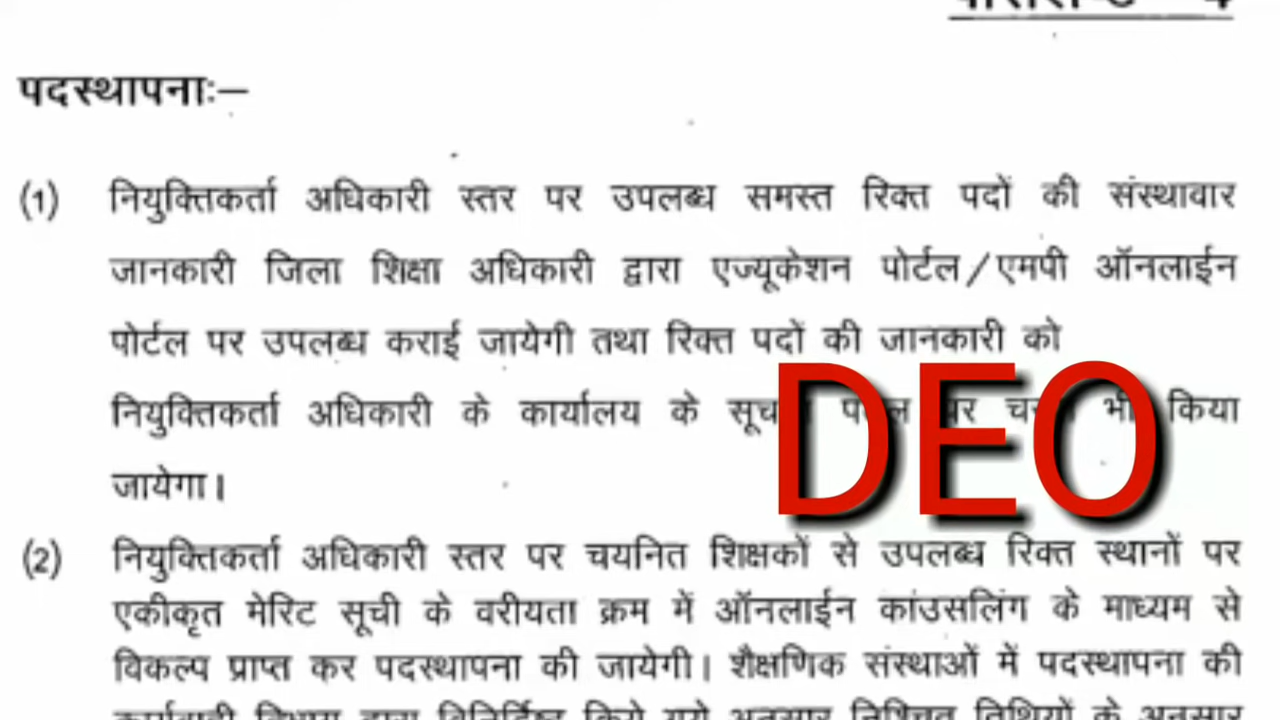 पदस्थापनाः—
(1) नियुक्तिकर्ता अधिकारी स्तर पर उपलब्ध समस्त रिक्त पदों की संस्थावार
जानकारी जिला शिक्षा अधिकारी द्वारा एज्यूकेशन पोर्टल/एमपी ऑनलाईन
पोर्टल पर उपलब्ध कराई जायेगी तथा रिक्त पदों की जानकारी को
नियुक्तिकर्ता अधिकारी के कार्यालय के पर भी किया
DEO
जायेगा।
(2) नियुक्तिकर्ता अधिकारी स्तर पर चयनित शिक्षकों से उपलब्ध रिक्त स्थानों पर
एकीकृत मेरिट सूची के वरीयता क्रम में ऑनलाईन कांउसलिंग के माध्यम से
विकल्प प्राप्त कर पदस्थापना की जायेगी। शैक्षणिक संस्थाओं में पदस्थापना की